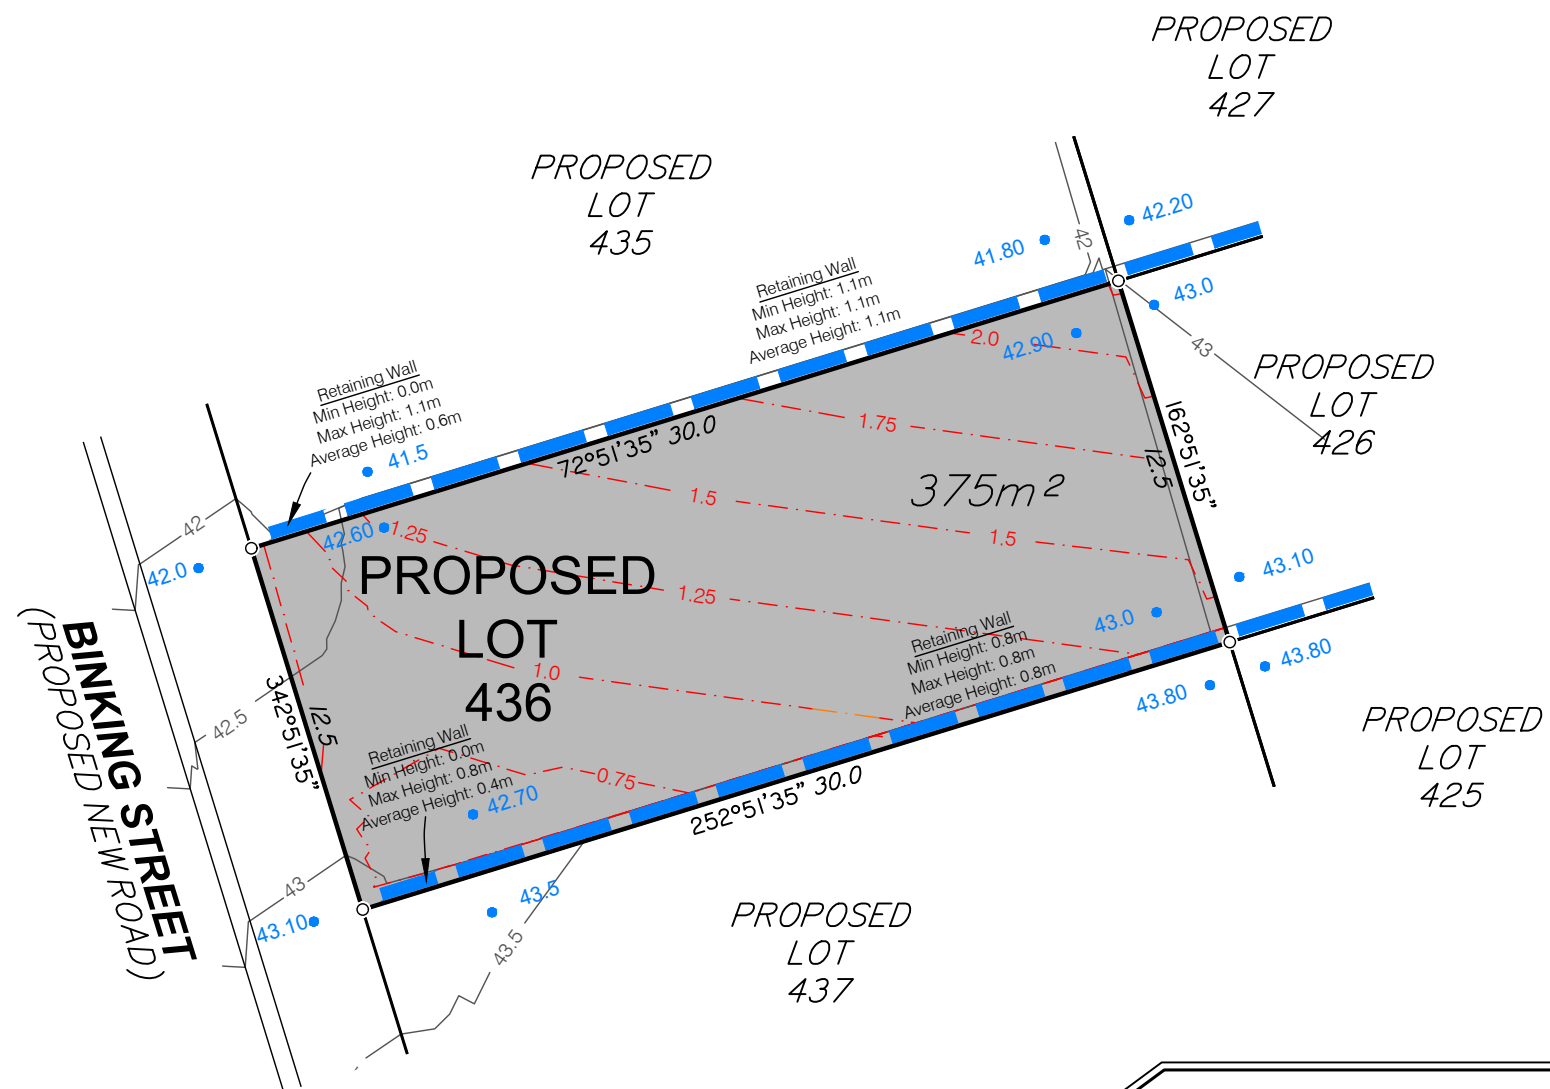 PROPOSED
LOT
427
PROPOSED
LOT
435
42.20
41.80
42
43.0
42.90
43
PROPOSED
LOT
426
Retaining Wall
Min Height: 1.1m
Max Height: 1.1m
Average Height: 1.1m
Retaining Wall
Min Height: 0.0m
Max Height: 1.1m
Average Height: 0.6m
41.5
72°51'35" 30.0
2.0
1.75
1.5
1.5
1.25
1.25
1.0
0.75
375m²
162°51'35"
12.5
42
42.0
42.60
PROPOSED
LOT
436
43.10
43.0
43.80
43.80
Retaining Wall
Min Height: 0.8m
Max Height: 0.8m
Average Height: 0.8m
BINKING STREET
(PROPOSED NEW ROAD)
42.5
342°51'35"
12.5
Retaining Wall
Min Height: 0.0m
Max Height: 0.8m
Average Height: 0.4m
42.70
252°51'35" 30.0
PROPOSED
LOT
425
43
43.10
43.5
43.5
PROPOSED
LOT
437